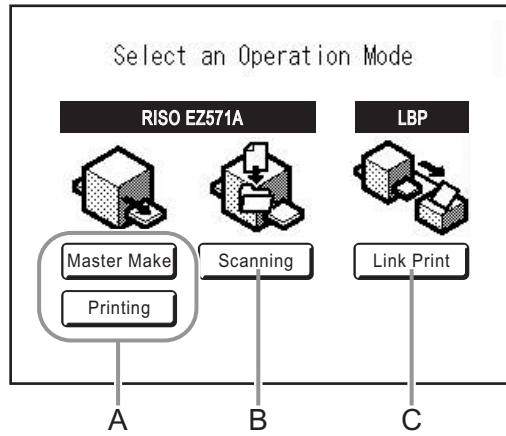 Select an Operation Mode
RISO EZ571A LBP
Master Make Scanning Link Print
Printing
A B C